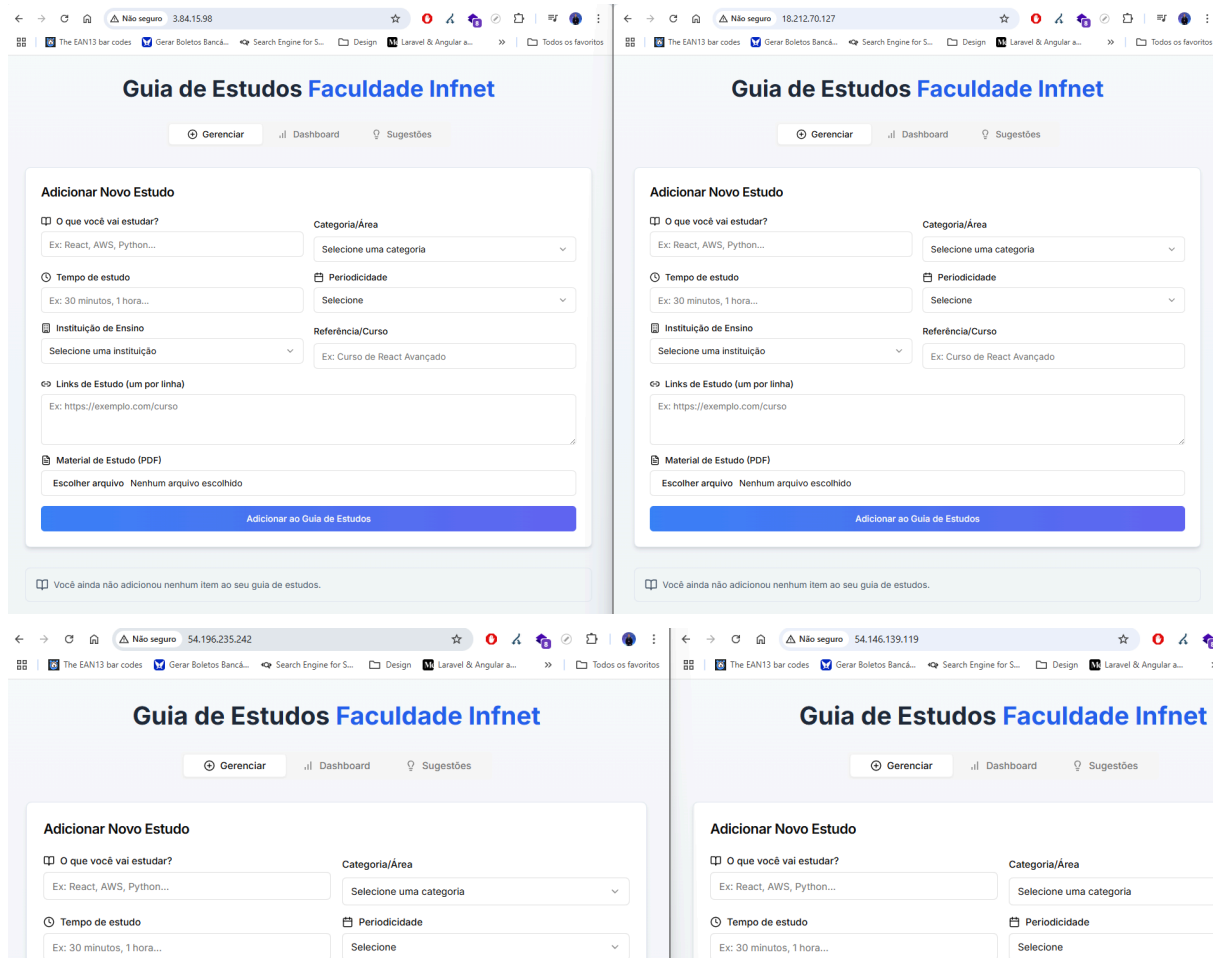 Não seguro 3.84.15.98
The EAN13 bar codes Gerar Boletos Bancá... Search Engine for S... Design Laravel & Angular a... » Todos os favoritos
Guia de Estudos Faculdade Infnet
Gerenciar Dashboard Sugestões
Adicionar Novo Estudo
O que você vai estudar? Categoria/Área
Ex: React, AWS, Python... Selecione uma categoria
Tempo de estudo Periodicidade
Ex: 30 minutos, 1 hora... Selecione
Instituição de Ensino Referência/Curso
Selecione uma instituição Ex: Curso de React Avançado
Links de Estudo (um por linha)
Ex: https://exemplo.com/curso
Material de Estudo (PDF)
Escolher arquivo Nenhum arquivo escolhido
Adicionar ao Guia de Estudos
Você ainda não adicionou nenhum item ao seu guia de estudos.
Não seguro 18.212.70.127
The EAN13 bar codes Gerar Boletos Bancá... Search Engine for S... Design Laravel & Angular a... » Todos os favoritos
Guia de Estudos Faculdade Infnet
Gerenciar Dashboard Sugestões
Adicionar Novo Estudo
O que você vai estudar? Categoria/Área
Ex: React, AWS, Python... Selecione uma categoria
Tempo de estudo Periodicidade
Ex: 30 minutos, 1 hora... Selecione
Instituição de Ensino Referência/Curso
Selecione uma instituição Ex: Curso de React Avançado
Links de Estudo (um por linha)
Ex: https://exemplo.com/curso
Material de Estudo (PDF)
Escolher arquivo Nenhum arquivo escolhido
Adicionar ao Guia de Estudos
Você ainda não adicionou nenhum item ao seu guia de estudos.
Não seguro 54.196.235.242
The EAN13 bar codes Gerar Boletos Bancá... Search Engine for S... Design Laravel & Angular a... » Todos os favoritos
Guia de Estudos Faculdade Infnet
Gerenciar Dashboard Sugestões
Adicionar Novo Estudo
O que você vai estudar? Categoria/Área
Ex: React, AWS, Python... Selecione uma categoria
Tempo de estudo Periodicidade
Ex: 30 minutos, 1 hora... Selecione
Não seguro 54.146.139.119
The EAN13 bar codes Gerar Boletos Bancá... Search Engine for S... Design Laravel & Angular a...
Guia de Estudos Faculdade Infnet
Gerenciar Dashboard Sugestões
Adicionar Novo Estudo
O que você vai estudar? Categoria/Área
Ex: React, AWS, Python... Selecione uma categoria
Tempo de estudo Periodicidade
Ex: 30 minutos, 1 hora... Selecione